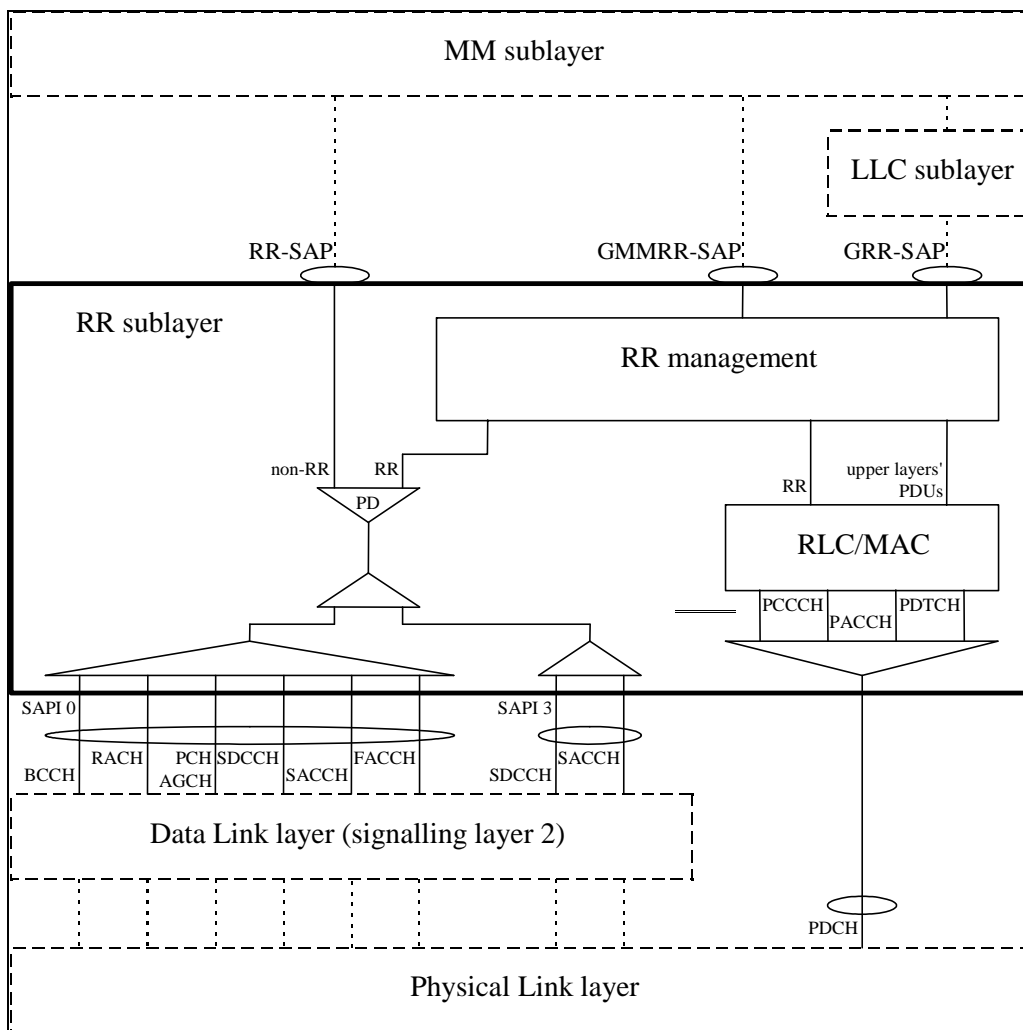 MM sublayer
LLC sublayer
RR-SAP
GMMRR-SAP
GRR-SAP
RR sublayer
RR management
non-RR
RR
PD
RR
upper layers'
PDUs
RLC/MAC
PCCCH
PACCH
PDTCH
SAPI 0
SAPI 3
BCCH
RACH
PCH
AGCH
SDCCH
SACCH
FACCH
SDCCH
SACCH
Data Link layer (signalling layer 2)
PDCH
Physical Link layer